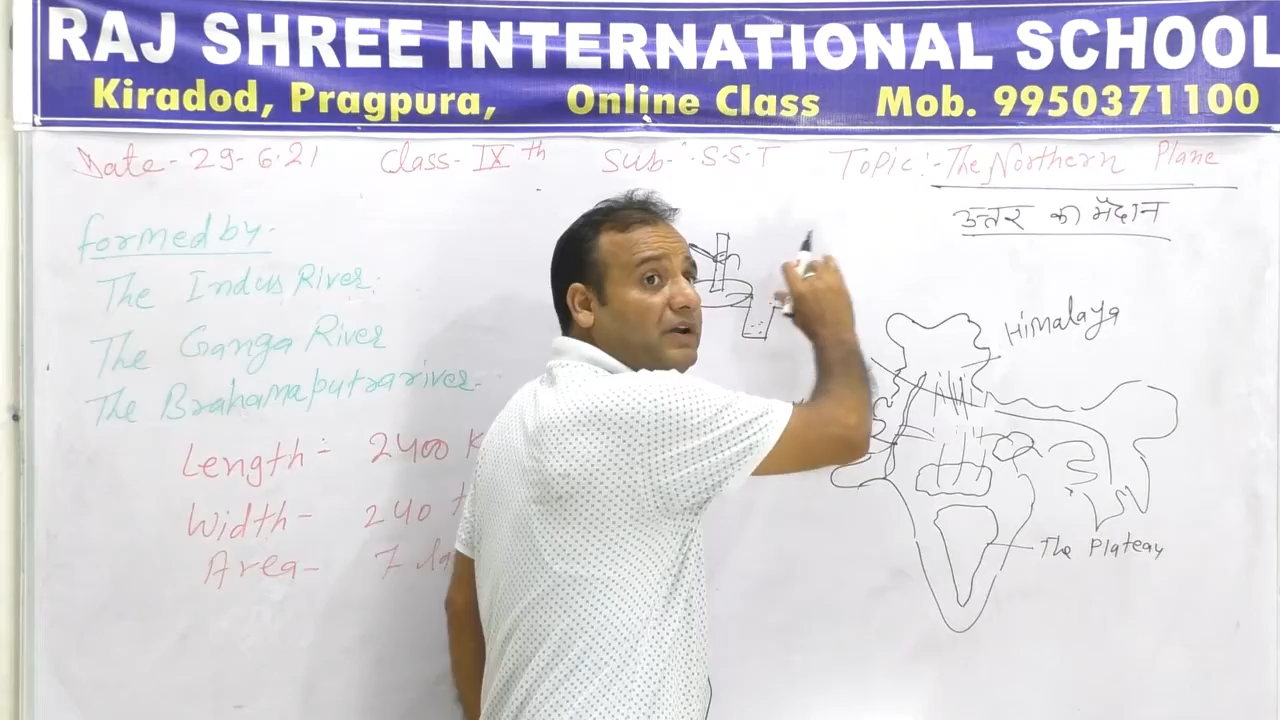 RAJ SHREE INTERNATIONAL SCHOOL
Kiradod, Pragpura, Online Class Mob. 9950371100
Date- 29-6-21 Class- IXth Sub- S.S.T Topic:- The Northern Plane
उत्तर का मैदान
formed by:-
The Indus River.
The Ganga River
The Brahamaputra river.
Length:- 2400 K
Width- 240
Area- 7 la
Himalaya
The Plateau